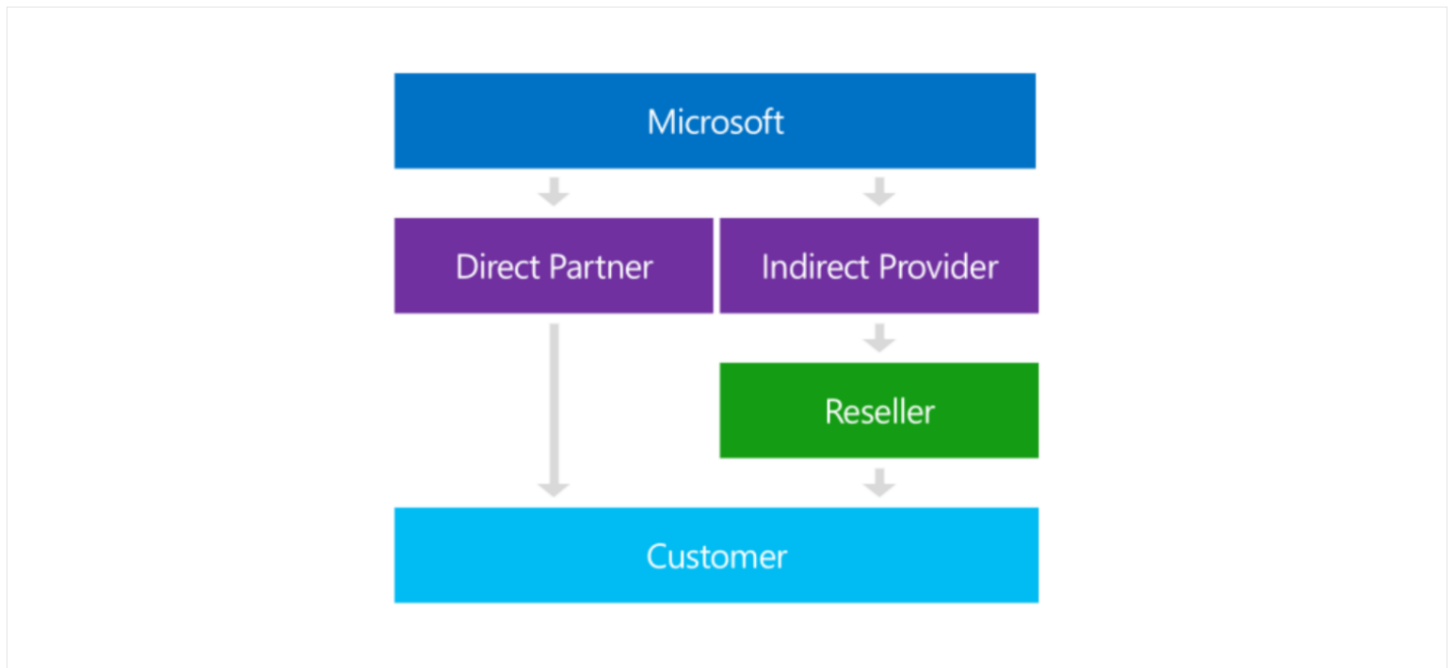 Microsoft
Direct Partner
Indirect Provider
Reseller
Customer